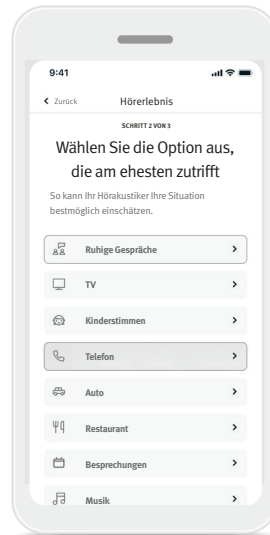 9:41
Zurück Hörerlebnis
SCHRITT 2 VON 3
Wählen Sie die Option aus,
die am ehesten zutrifft
So kann Ihr Hörakustiker Ihre Situation
bestmöglich einschätzen.
Ruhige Gespräche
TV
Kinderstimmen
Telefon
Auto
Restaurant
Besprechungen
Musik